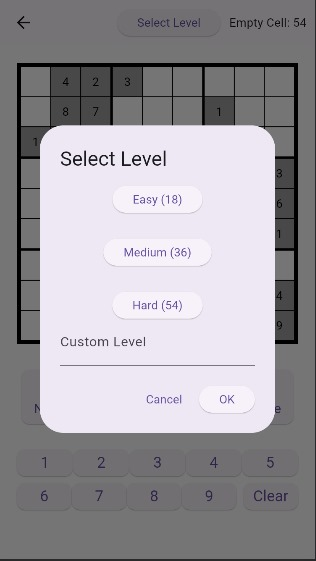 Select Level Empty Cell: 54
4 2 3
8 7 1
1
Select Level
3
Easy (18)
6
1
Medium (36)
4
Hard (54)
9
Custom Level
Cancel OK
1 2 3 4 5
6 7 8 9 Clear